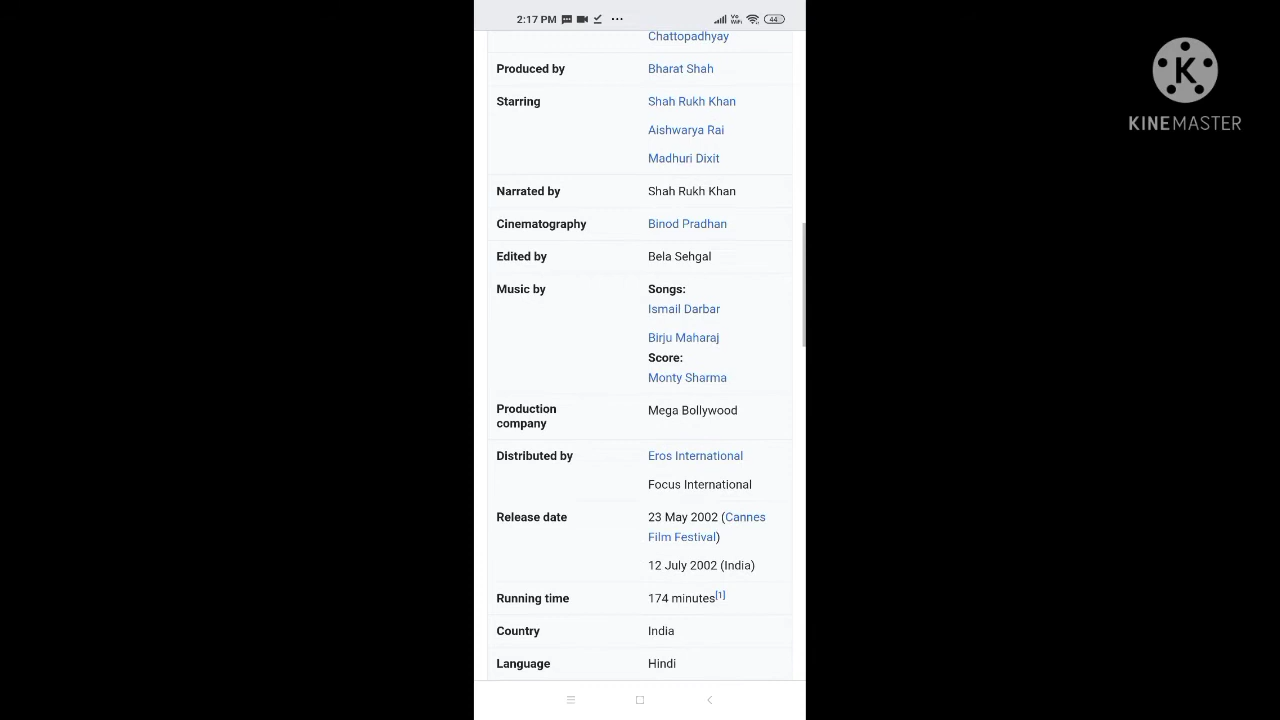 2:17 PM
Vo
WiFi
44
Chattopadhyay
Produced by Bharat Shah
Starring Shah Rukh Khan
Aishwarya Rai
Madhuri Dixit
Narrated by Shah Rukh Khan
Cinematography Binod Pradhan
Edited by Bela Sehgal
Music by Songs:
Ismail Darbar
Birju Maharaj
Score:
Monty Sharma
Production
company
Mega Bollywood
Distributed by Eros International
Focus International
Release date 23 May 2002 (Cannes
Film Festival)
12 July 2002 (India)
Running time 174 minutes[1]
Country India
Language Hindi
K
KINEMASTER